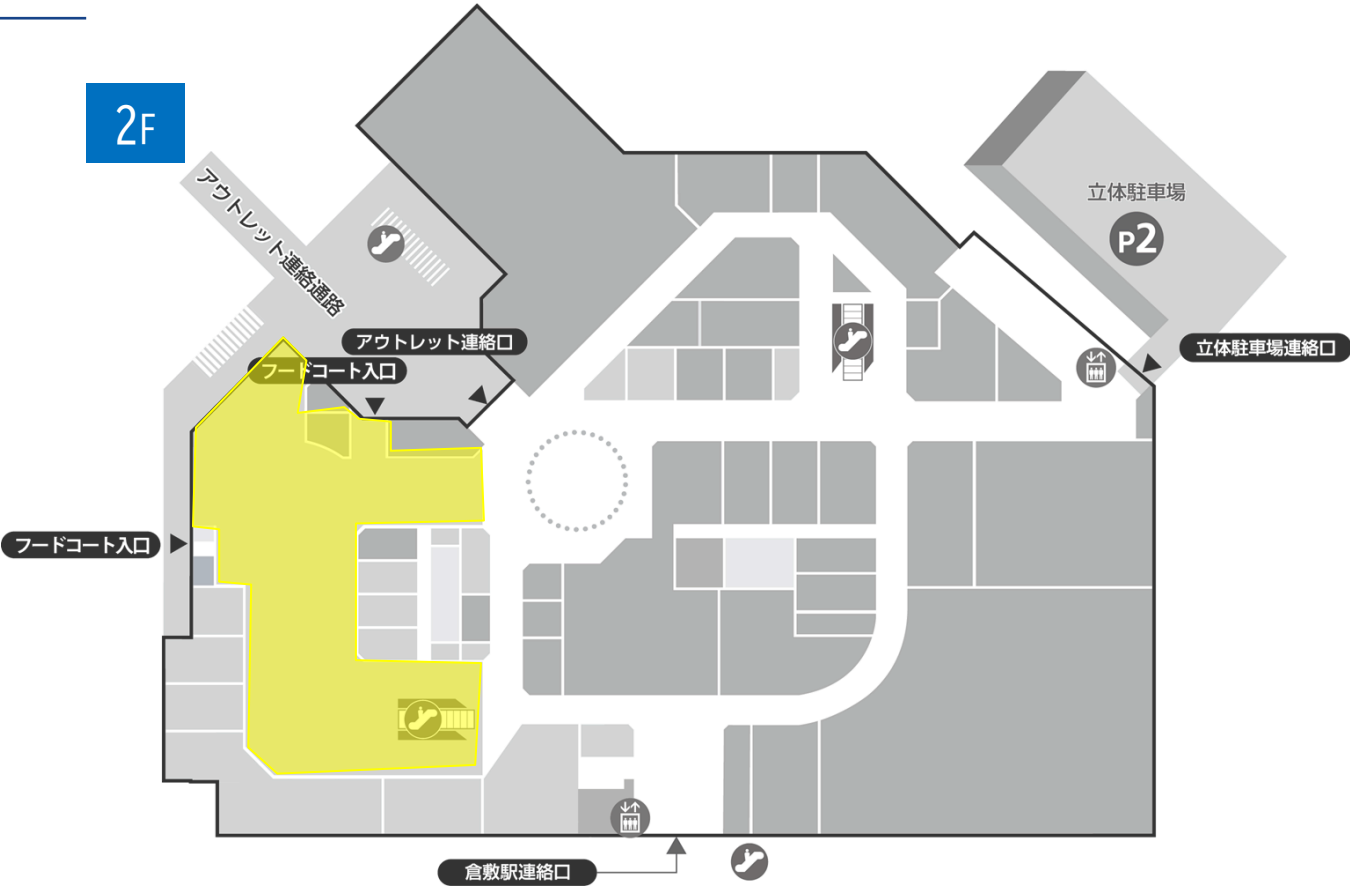 2F
アウトレット連絡通路
立体駐車場
P2
アウトレット連絡口
立体駐車場連絡口
フードコート入口
フードコート入口
倉敷駅連絡口